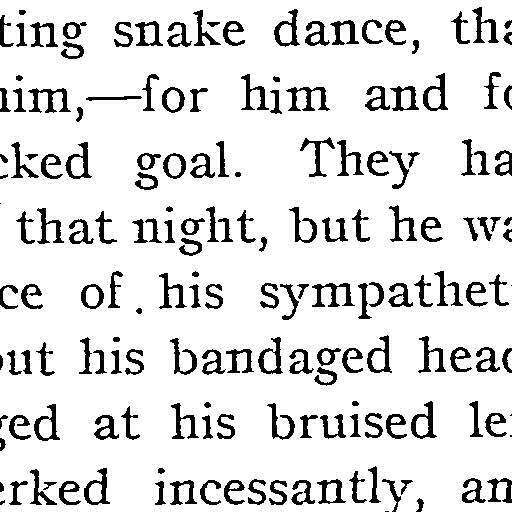 ting snake dance, tha
him,—for him and fo
cked goal. They ha
that night, but he wa
ce of . his sympathet
out his bandaged head
ged at his bruised le
erked incessantly, an